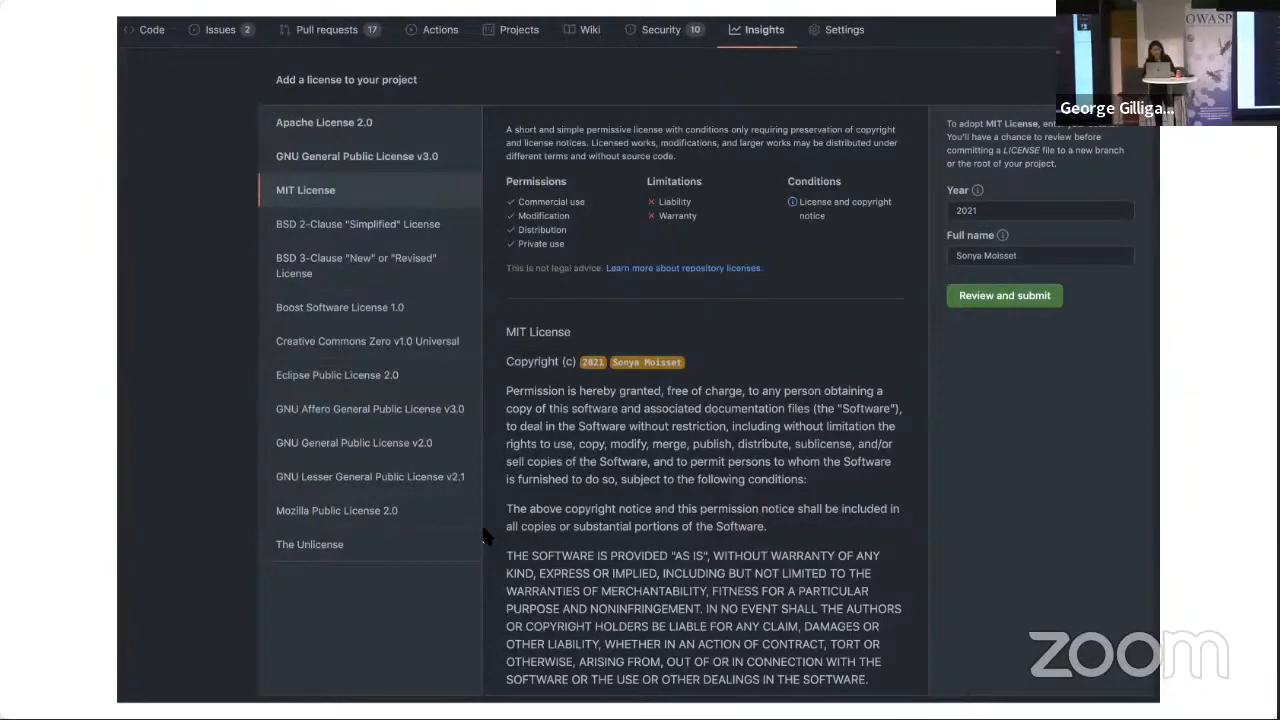 Code Issues 2 Pull requests 17 Actions Projects Wiki Security 10 Insights Settings
OWASP
George Gilliga...
Add a license to your project
Apache License 2.0
GNU General Public License v3.0
MIT License
BSD 2-Clause "Simplified" License
BSD 3-Clause "New" or "Revised"
License
Boost Software License 1.0
Creative Commons Zero v1.0 Universal
Eclipse Public License 2.0
GNU Affero General Public License v3.0
GNU General Public License v2.0
GNU Lesser General Public License v2.1
Mozilla Public License 2.0
The Unlicense
A short and simple permissive license with conditions only requiring preservation of copyright
and license notices. Licensed works, modifications, and larger works may be distributed under
different terms and without source code.
Permissions
Commercial use
Modification
Distribution
Private use
Limitations
Liability
Warranty
Conditions
License and copyright
notice
This is not legal advice. Learn more about repository licenses.
MIT License
Copyright (c) 2021 Sonya Moisset
Permission is hereby granted, free of charge, to any person obtaining a
copy of this software and associated documentation files (the "Software"),
to deal in the Software without restriction, including without limitation the
rights to use, copy, modify, merge, publish, distribute, sublicense, and/or
sell copies of the Software, and to permit persons to whom the Software
is furnished to do so, subject to the following conditions:
The above copyright notice and this permission notice shall be included in
all copies or substantial portions of the Software.
THE SOFTWARE IS PROVIDED "AS IS", WITHOUT WARRANTY OF ANY
KIND, EXPRESS OR IMPLIED, INCLUDING BUT NOT LIMITED TO THE
WARRANTIES OF MERCHANTABILITY, FITNESS FOR A PARTICULAR
PURPOSE AND NONINFRINGEMENT. IN NO EVENT SHALL THE AUTHORS
OR COPYRIGHT HOLDERS BE LIABLE FOR ANY CLAIM, DAMAGES OR
OTHER LIABILITY, WHETHER IN AN ACTION OF CONTRACT, TORT OR
OTHERWISE, ARISING FROM, OUT OF OR IN CONNECTION WITH THE
SOFTWARE OR THE USE OR OTHER DEALINGS IN THE SOFTWARE.
To adopt MIT License, enter
You'll have a chance to review before
committing a LICENSE file to a new branch
or the root of your project.
Year
2021
Full name
Sonya Moisset
Review and submit
zoom